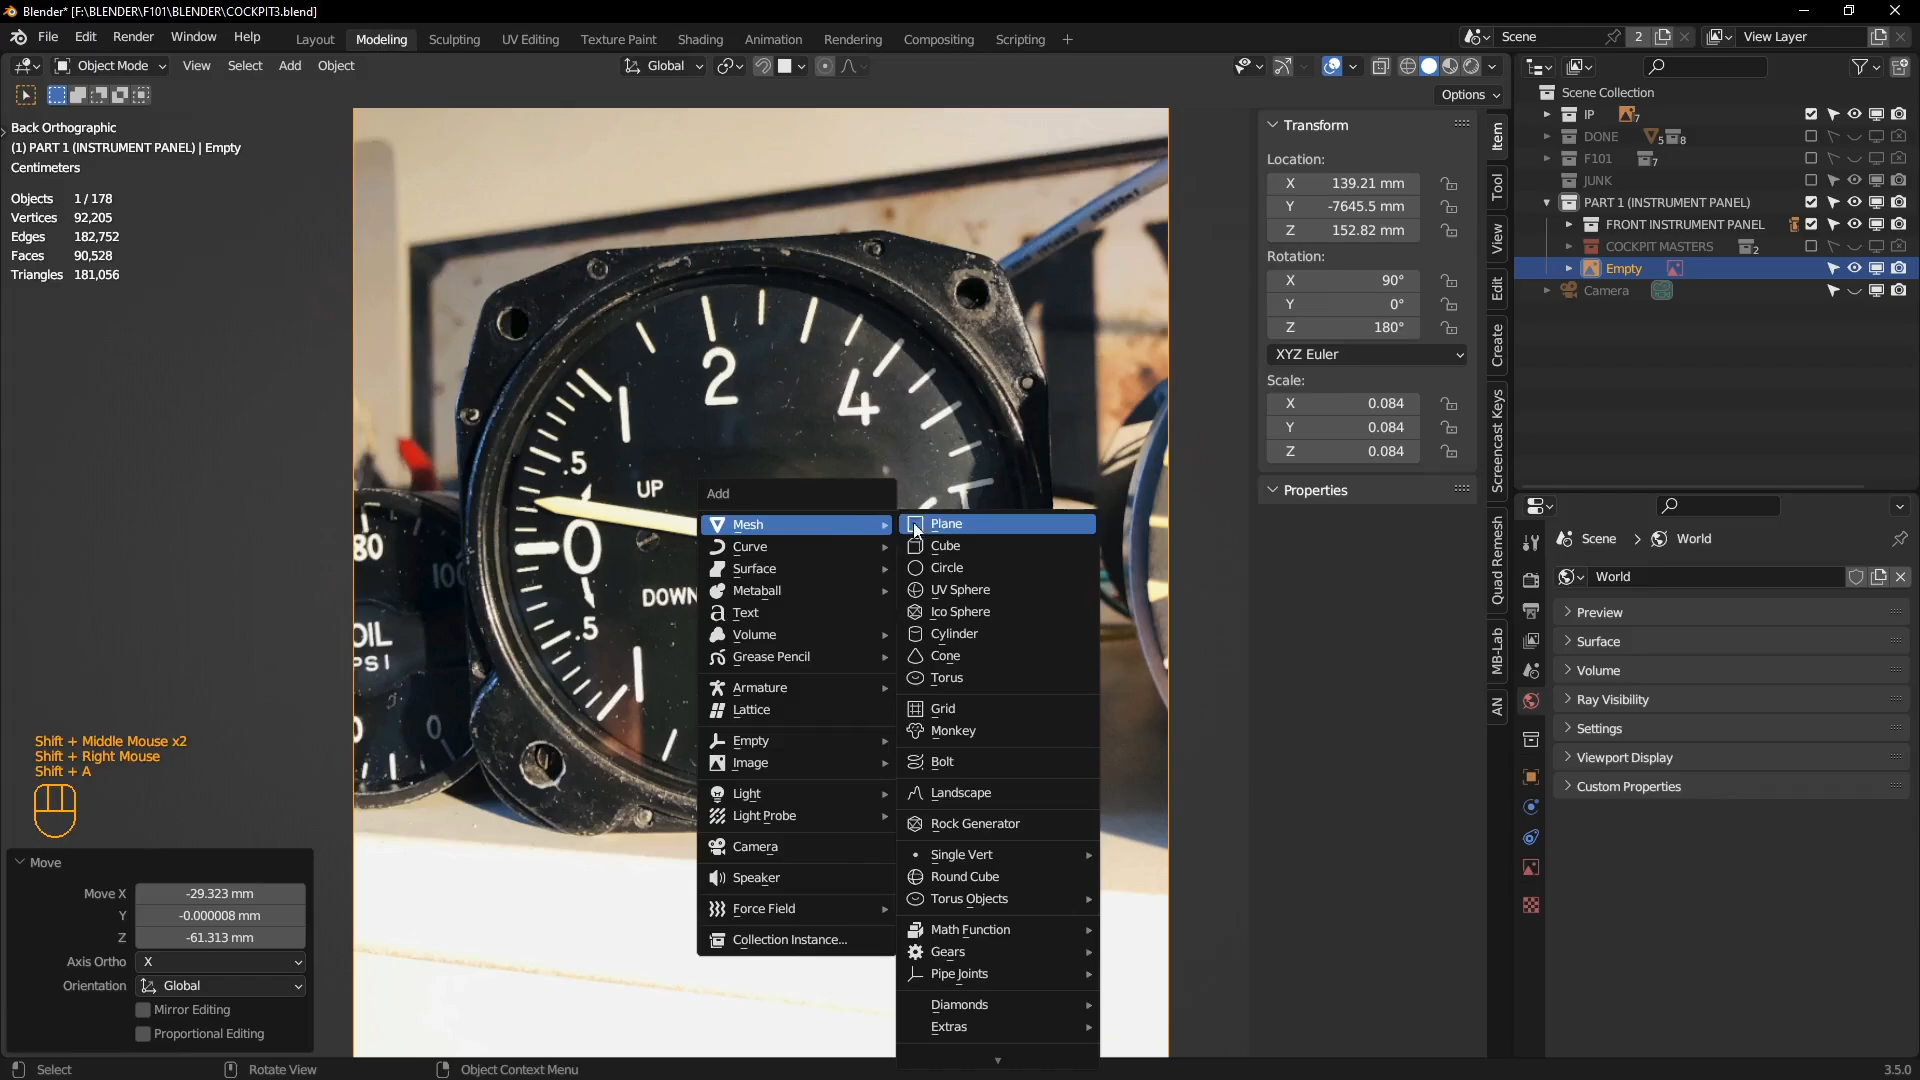 Blender* [F:\BLENDER\F101\BLENDER\COCKPIT3.blend]
File Edit Render Window Help
Layout Modeling Sculpting UV Editing Texture Paint Shading Animation Rendering Compositing Scripting +
Scene 2 View Layer
Object Mode View Select Add Object
Global
Options
Back Orthographic
(1) PART 1 (INSTRUMENT PANEL) | Empty
Centimeters
Objects 1/178
Vertices 92,205
Edges 182,752
Faces 90,528
Triangles 181,056
2
4
1
.5
UP
0
DOWN
.5
1
80
100
OIL
PSI
0
Add
Mesh
Curve
Surface
Metaball
Text
Volume
Grease Pencil
Armature
Lattice
Empty
Image
Light
Light Probe
Camera
Speaker
Force Field
Collection Instance...
Plane
Cube
Circle
UV Sphere
Ico Sphere
Cylinder
Cone
Torus
Grid
Monkey
Bolt
Landscape
Rock Generator
Single Vert
Round Cube
Torus Objects
Math Function
Gears
Pipe Joints
Diamonds
Extras
Shift + Middle Mouse x2
Shift + Right Mouse
Shift + A
Move
Move X -29.323 mm
Y -0.000008 mm
Z -61.313 mm
Axis Ortho X
Orientation Global
Mirror Editing
Proportional Editing
Transform
Location:
X 139.21 mm
Y -7645.5 mm
Z 152.82 mm
Rotation:
X 90°
Y 0°
Z 180°
XYZ Euler
Scale:
X 0.084
Y 0.084
Z 0.084
Properties
Item
Tool
View
Edit
Create
Screencast Keys
Quad Remesh
MB-Lab
AN
Scene Collection
IP 7
DONE 5 8
F101 7
JUNK
PART 1 (INSTRUMENT PANEL)
FRONT INSTRUMENT PANEL
COCKPIT MASTERS 2
Empty
Camera
Scene > World
World
Preview
Surface
Volume
Ray Visibility
Settings
Viewport Display
Custom Properties
Select Rotate View Object Context Menu 3.5.0